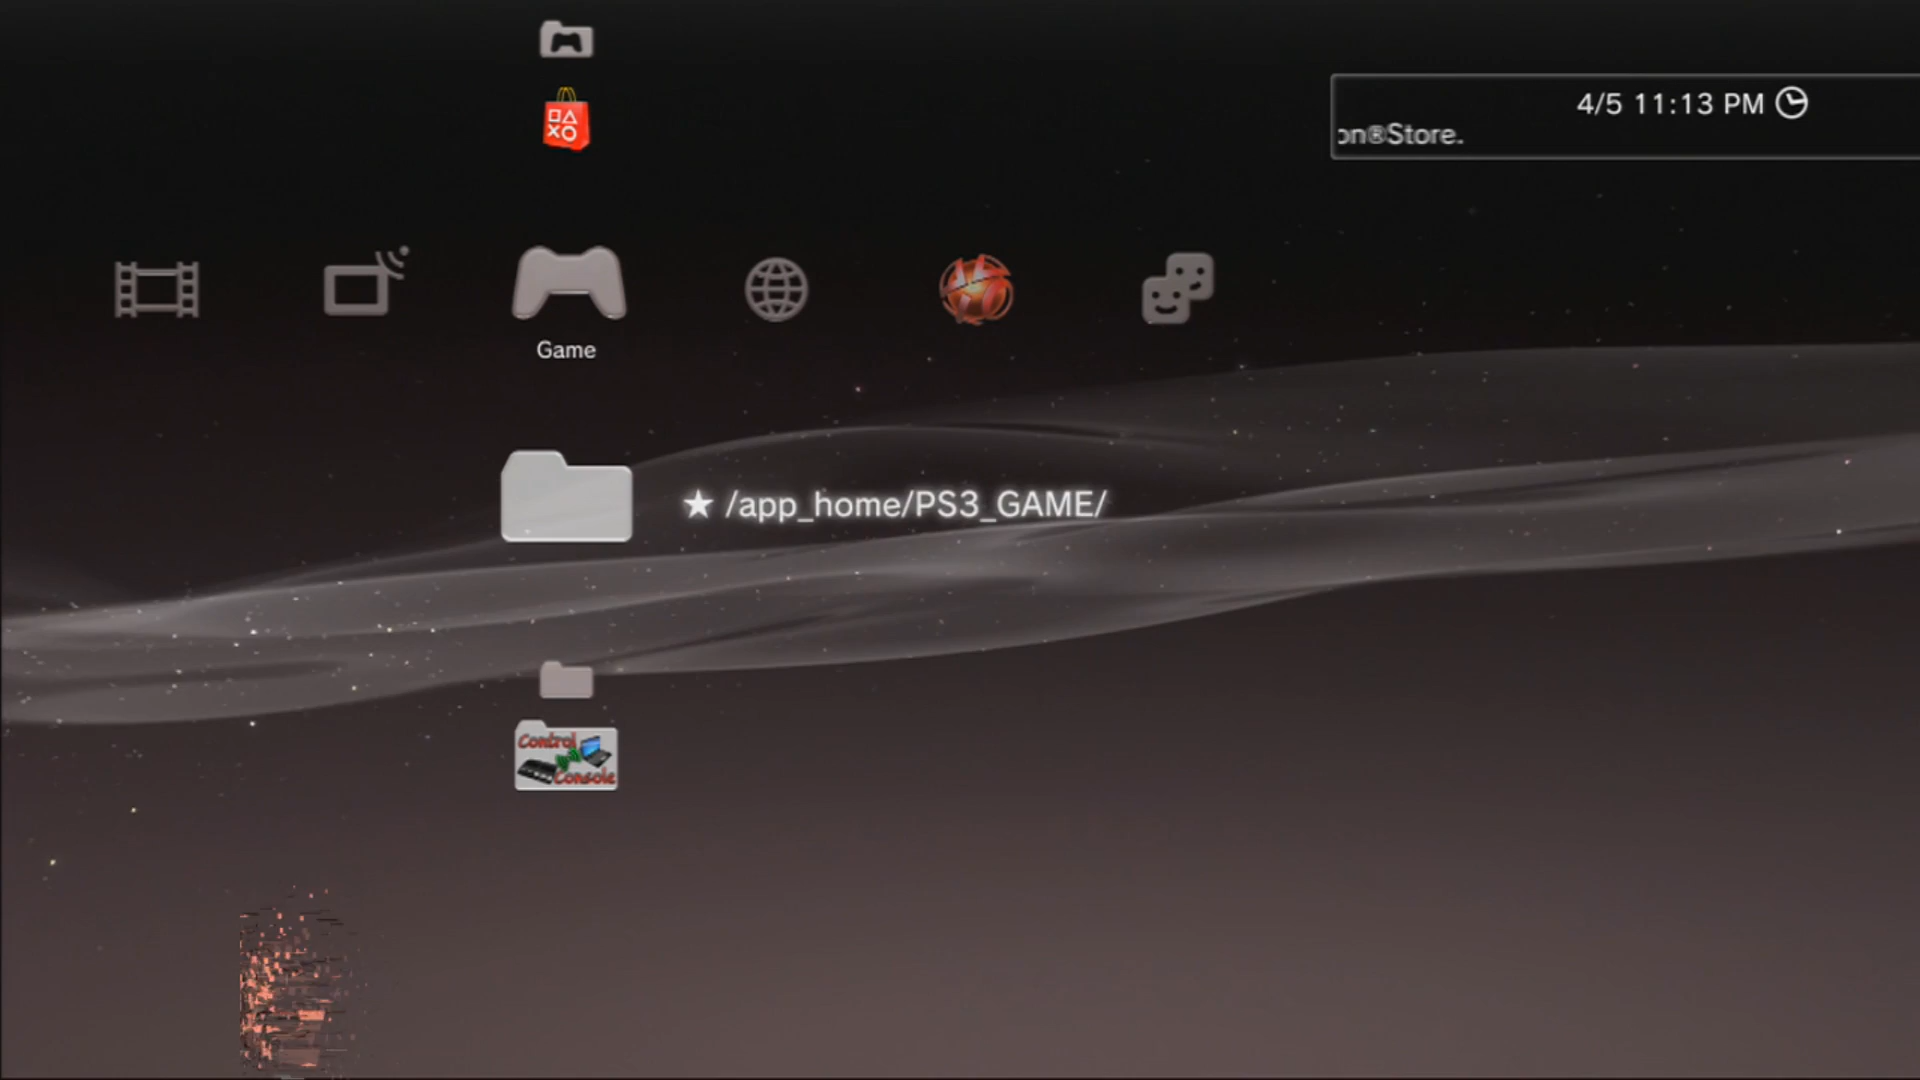 4/5 11:13 PM
on®Store.
Game
★ /app_home/PS3_GAME/
Control
Console